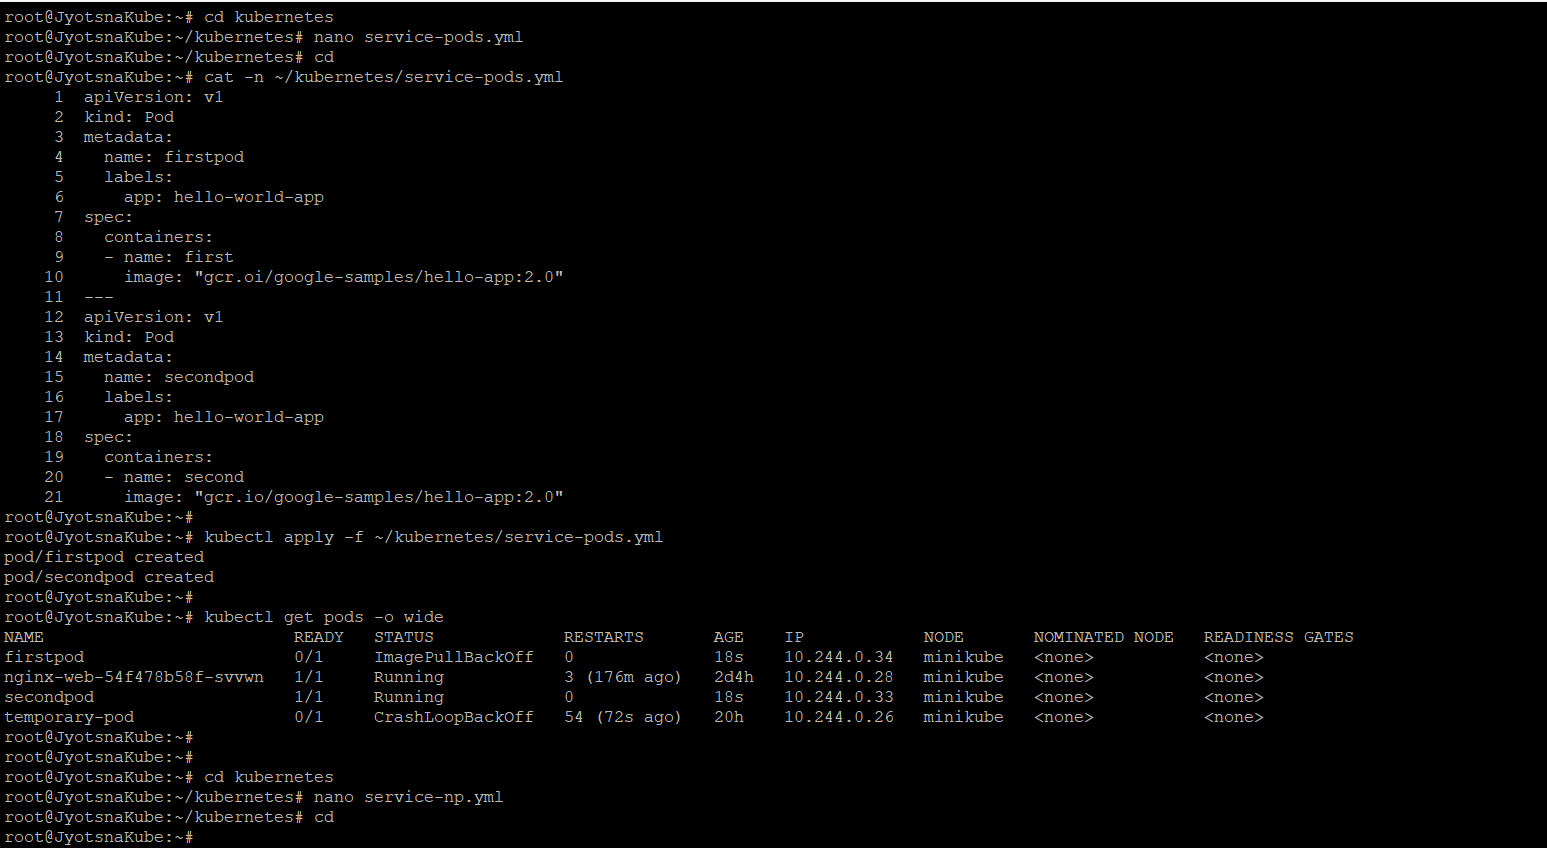 root@JyotsnaKube:~# cd kubernetes
root@JyotsnaKube:~/kubernetes# nano service-pods.yml
root@JyotsnaKube:~/kubernetes# cd
root@JyotsnaKube:~# cat -n ~/kubernetes/service-pods.yml
     1  apiVersion: v1
     2  kind: Pod
     3  metadata:
     4    name: firstpod
     5    labels:
     6      app: hello-world-app
     7  spec:
     8    containers:
     9    - name: first
    10      image: "gcr.oi/google-samples/hello-app:2.0"
    11  ---
    12  apiVersion: v1
    13  kind: Pod
    14  metadata:
    15    name: secondpod
    16    labels:
    17      app: hello-world-app
    18  spec:
    19    containers:
    20    - name: second
    21      image: "gcr.io/google-samples/hello-app:2.0"
root@JyotsnaKube:~#
root@JyotsnaKube:~# kubectl apply -f ~/kubernetes/service-pods.yml
pod/firstpod created
pod/secondpod created
root@JyotsnaKube:~#
root@JyotsnaKube:~# kubectl get pods -o wide
NAME                         READY   STATUS             RESTARTS       AGE    IP            NODE       NOMINATED NODE   READINESS GATES
firstpod                     0/1     ImagePullBackOff   0              18s    10.244.0.34   minikube   <none>           <none>
nginx-web-54f478b58f-svvwn   1/1     Running            3 (176m ago)   2d4h   10.244.0.28   minikube   <none>           <none>
secondpod                    1/1     Running            0              18s    10.244.0.33   minikube   <none>           <none>
temporary-pod                0/1     CrashLoopBackOff   54 (72s ago)   20h    10.244.0.26   minikube   <none>           <none>
root@JyotsnaKube:~#
root@JyotsnaKube:~#
root@JyotsnaKube:~# cd kubernetes
root@JyotsnaKube:~/kubernetes# nano service-np.yml
root@JyotsnaKube:~/kubernetes# cd
root@JyotsnaKube:~#